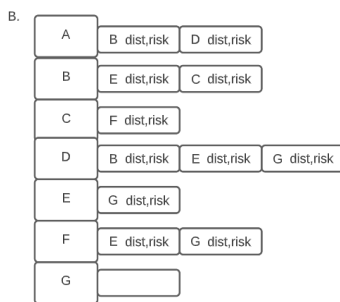 B.
A B dist,risk D dist,risk
B E dist,risk C dist,risk
C F dist,risk
D B dist,risk E dist,risk G dist,risk
E G dist,risk
F E dist,risk G dist,risk
G